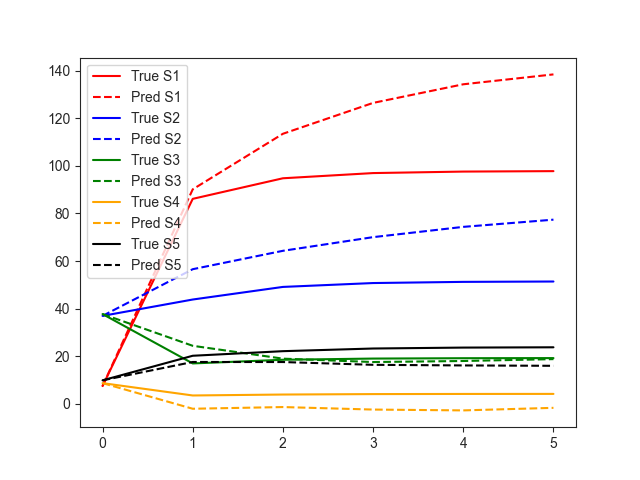 140
120
100
80
60
40
20
0
True S1
Pred S1
True S2
Pred S2
True S3
Pred S3
True S4
Pred S4
True S5
Pred S5
0 1 2 3 4 5